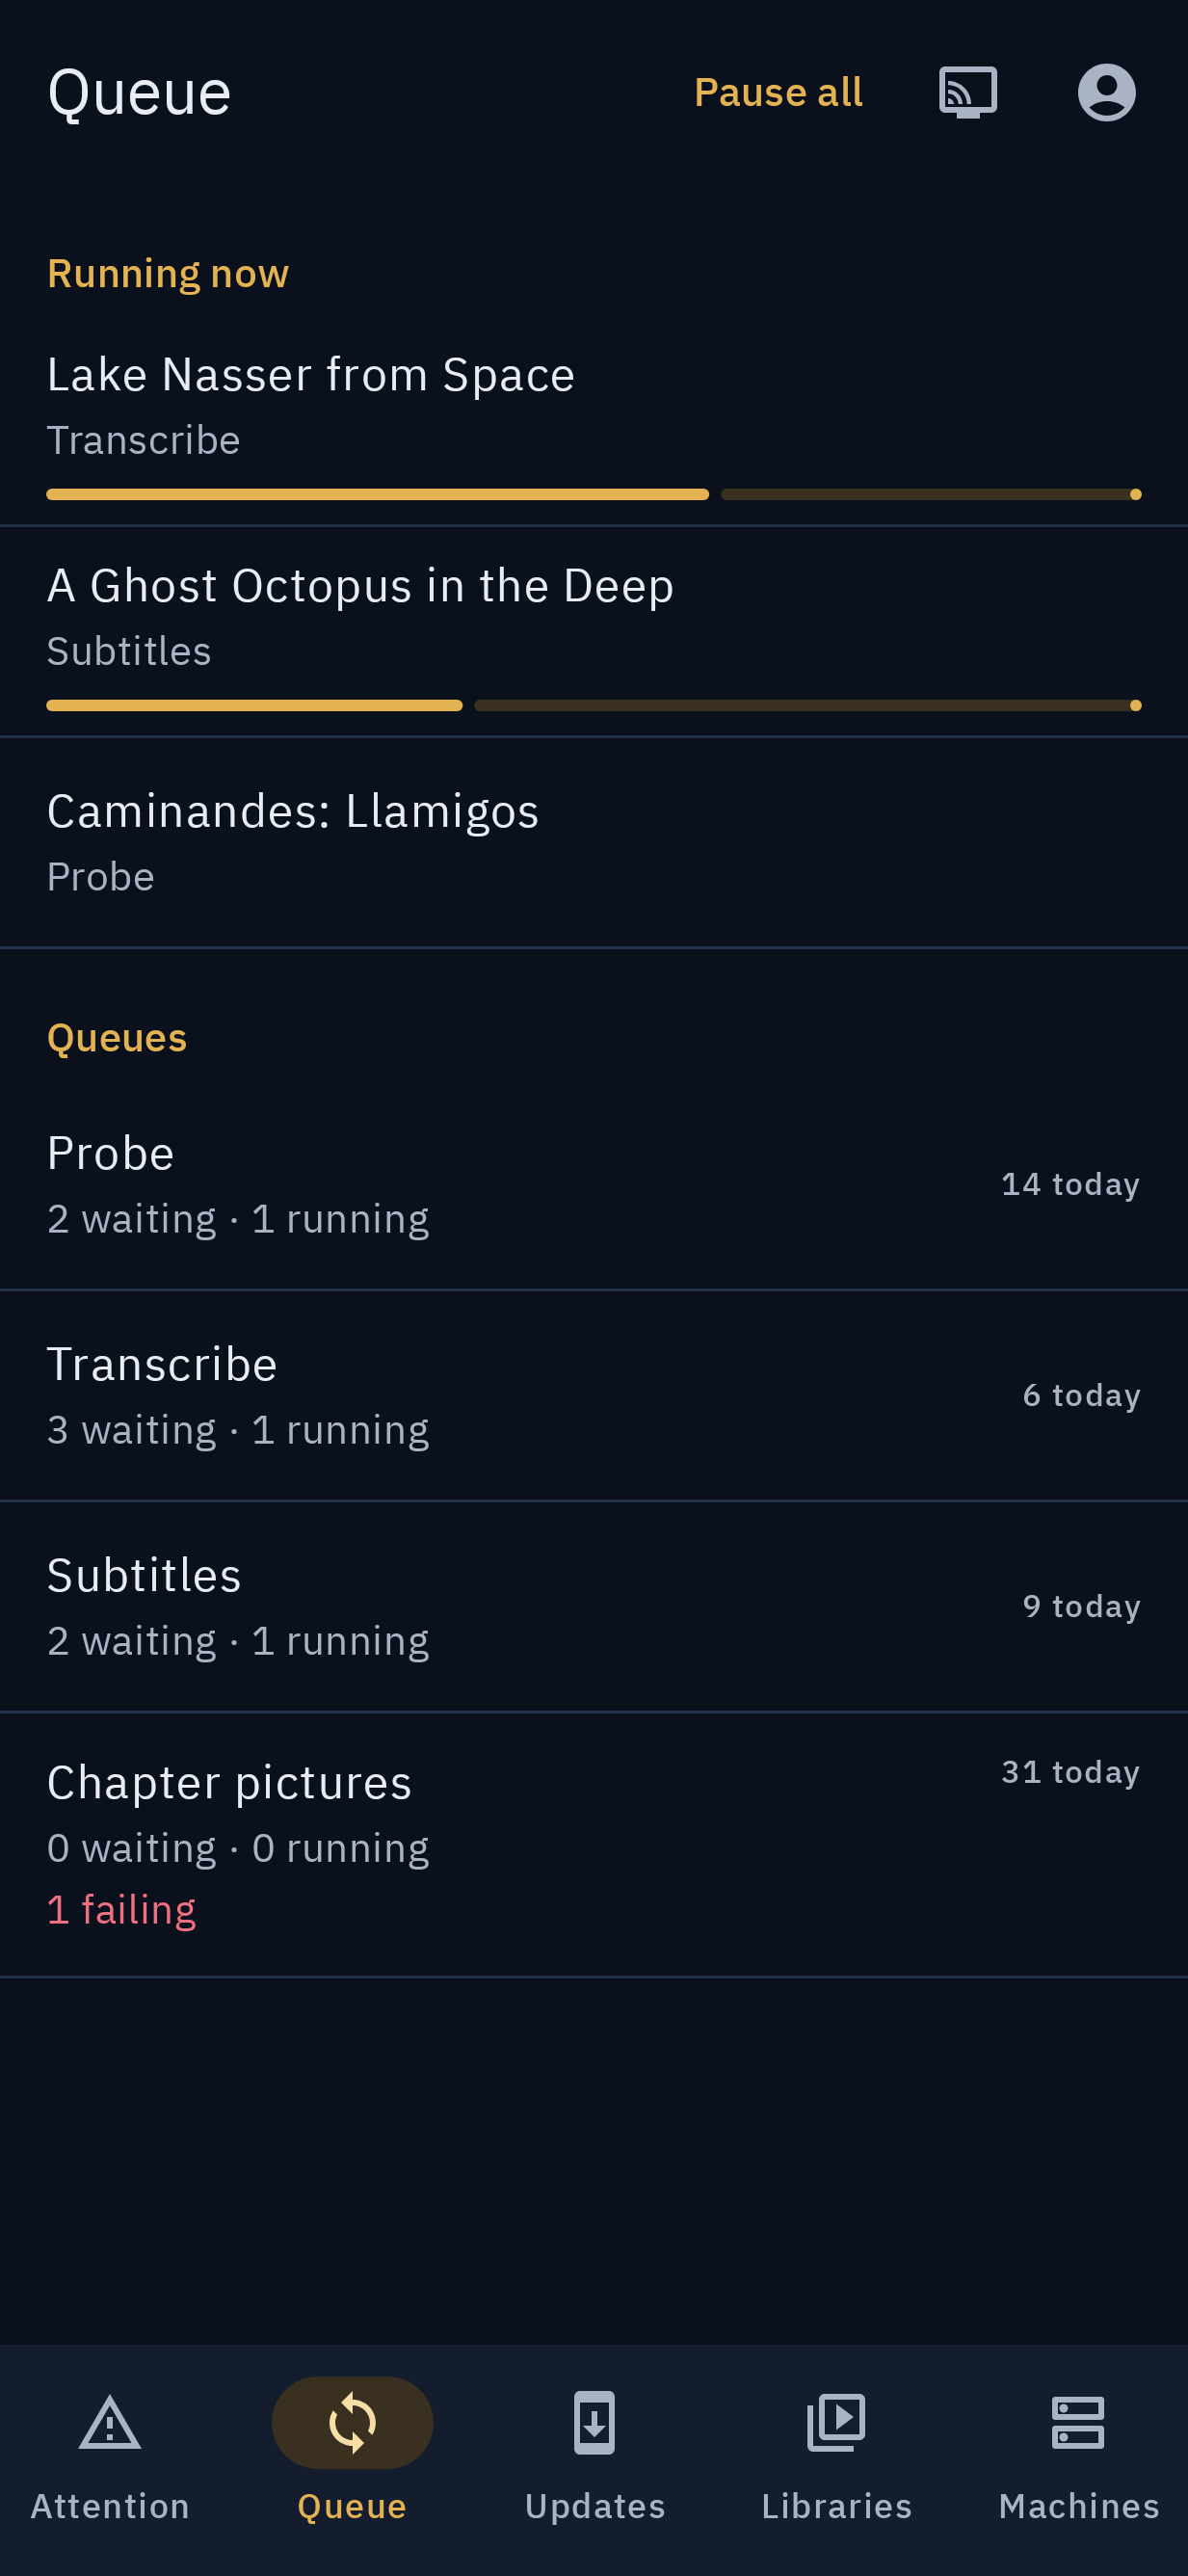 Queue
Pause all
Running now
Lake Nasser from Space
Transcribe
A Ghost Octopus in the Deep
Subtitles
Caminandes: Llamigos
Probe
Queues
Probe
2 waiting · 1 running
14 today
Transcribe
3 waiting · 1 running
6 today
Subtitles
2 waiting · 1 running
9 today
Chapter pictures
31 today
0 waiting · 0 running
1 failing
Attention
Queue
Updates
Libraries
Machines